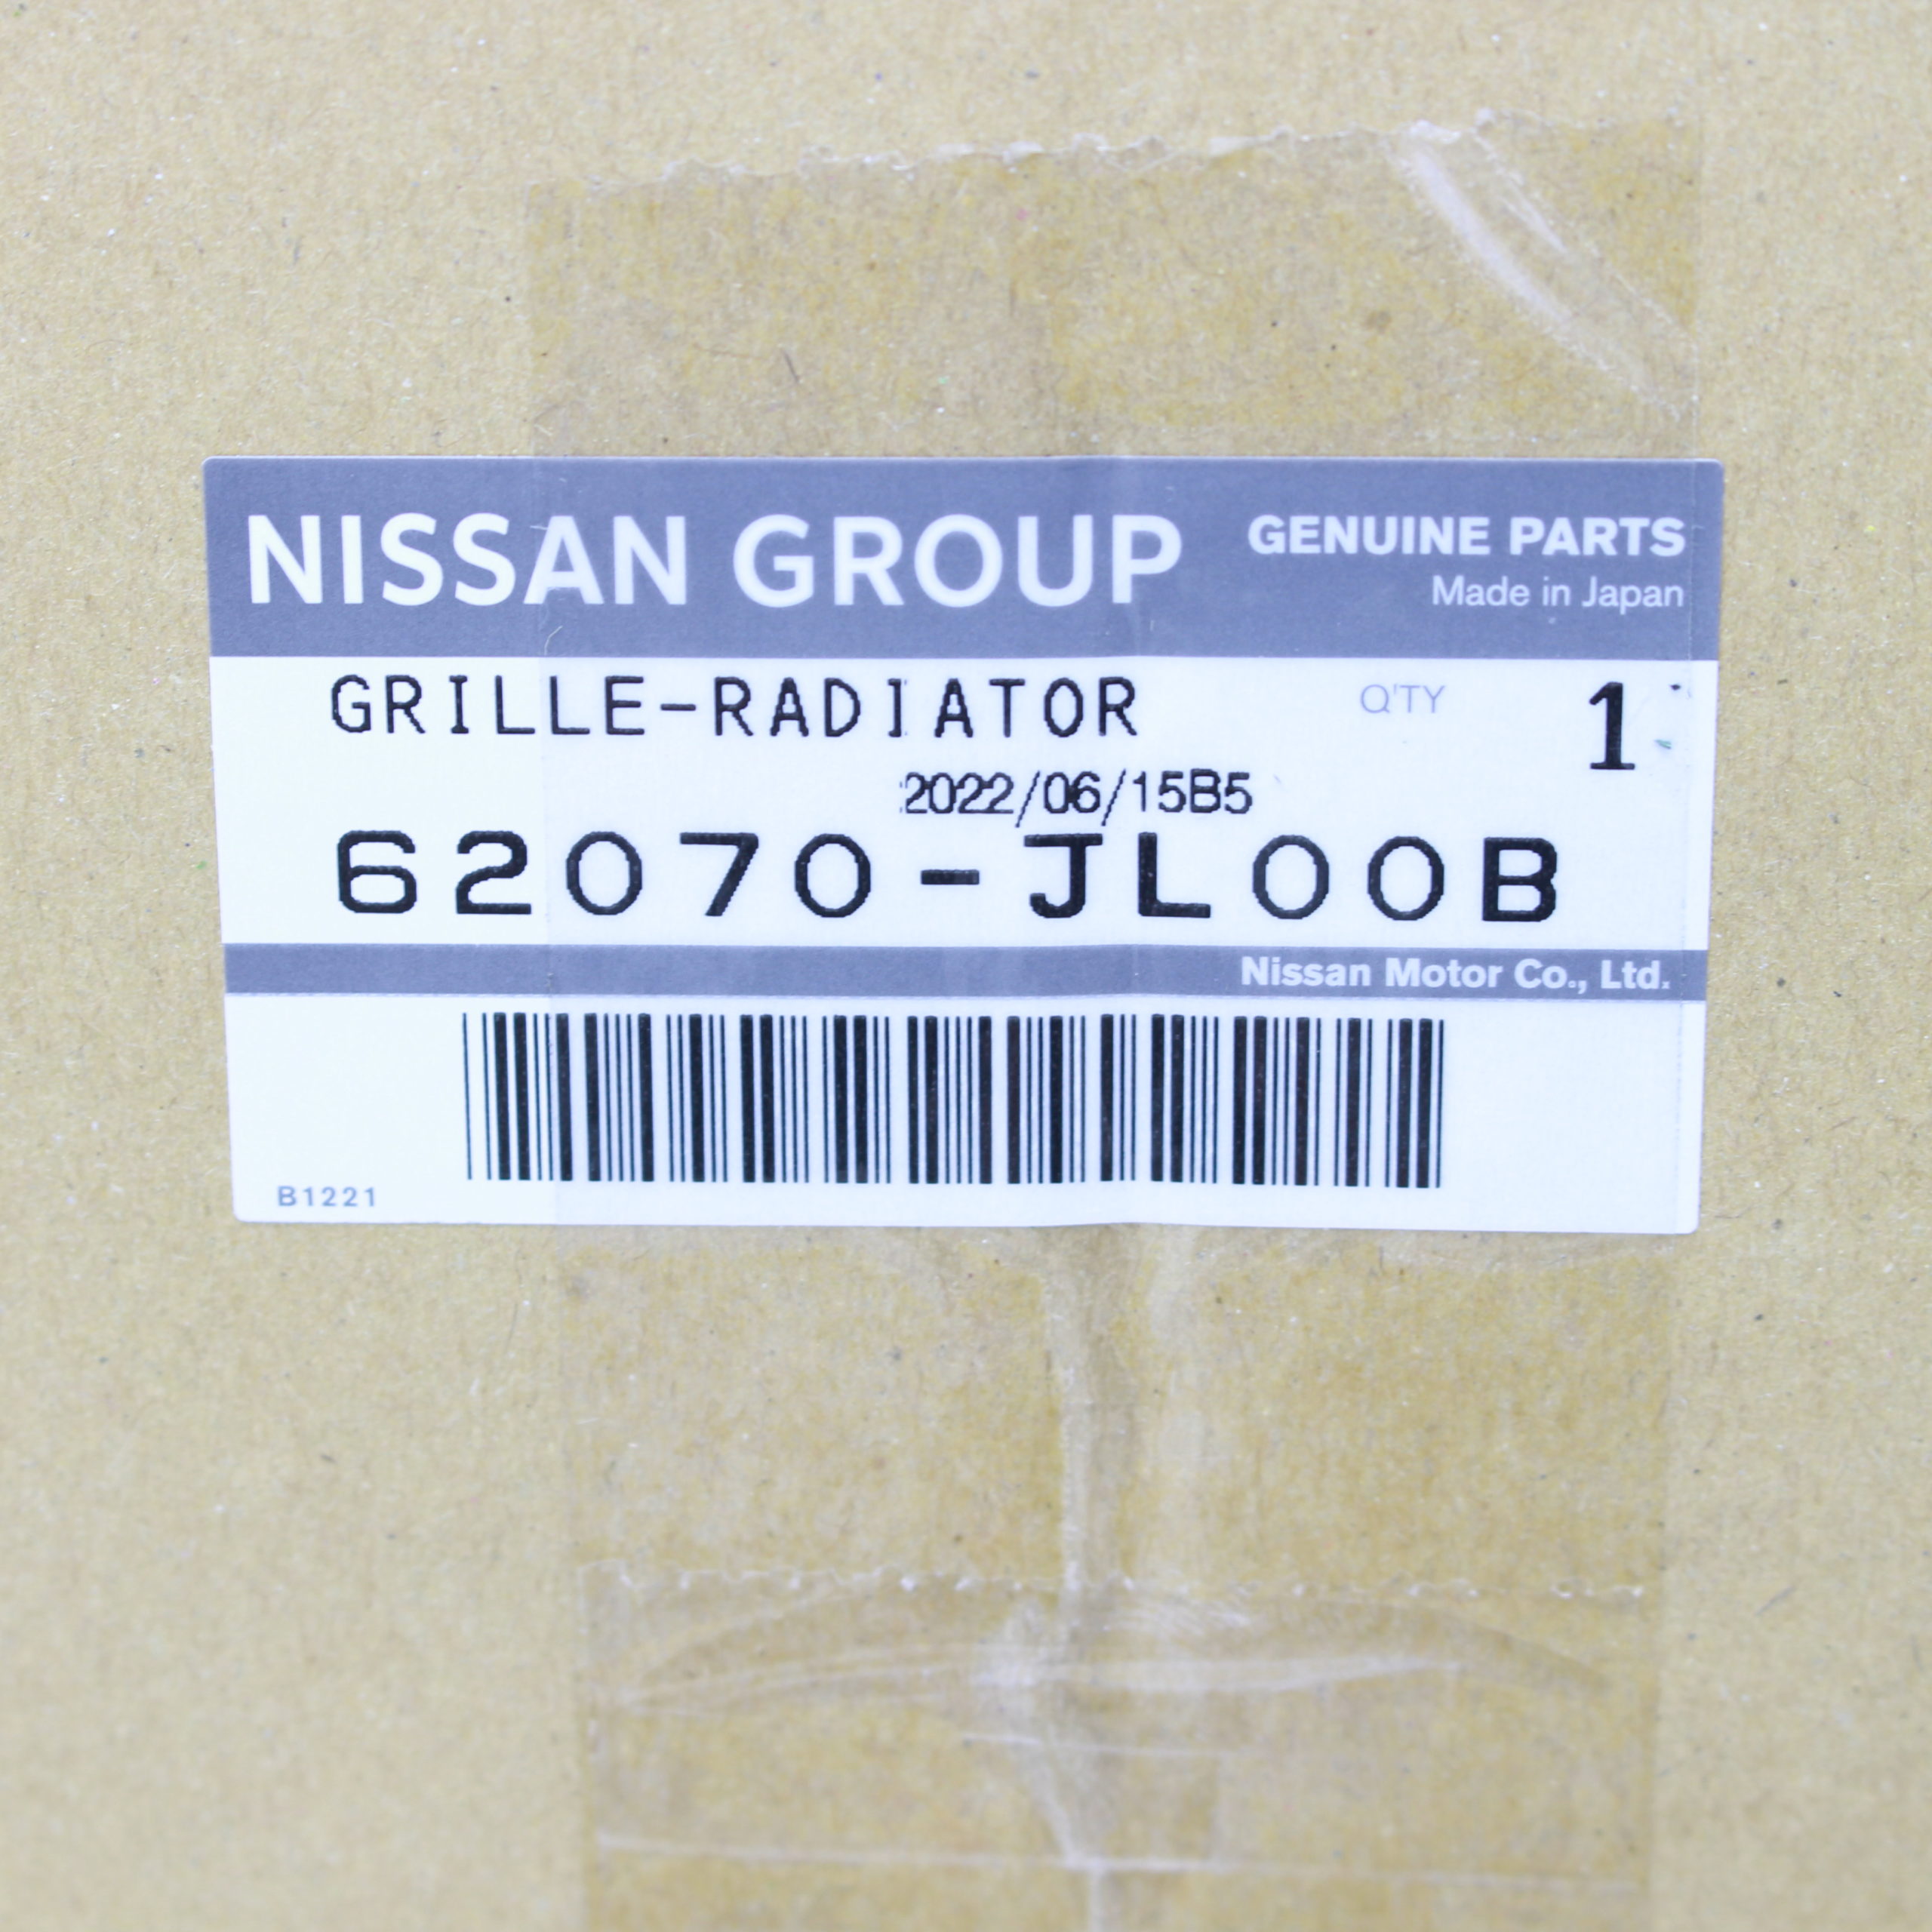 NISSAN GROUP GENUINE PARTS
Made in Japan
GRILLE-RADIATOR Q'TY 1
2022/06/15B5
62070-JL00B
Nissan Motor Co., Ltd.
B1221